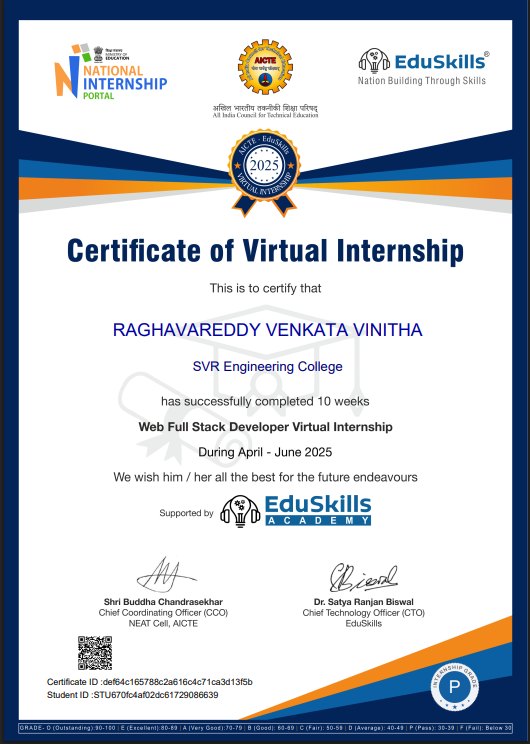 शिक्षा मंत्रालय
MINISTRY OF
EDUCATION
NATIONAL
INTERNSHIP
PORTAL
AICTE
अखिल भारतीय तकनीकी शिक्षा परिषद्
All India Council for Technical Education
EduSkills®
Nation Building Through Skills
AICTE - EduSkills
2025
VIRTUAL INTERNSHIP
Certificate of Virtual Internship
This is to certify that
RAGHAVAREDDY VENKATA VINITHA
SVR Engineering College
has successfully completed 10 weeks
Web Full Stack Developer Virtual Internship
During April - June 2025
We wish him / her all the best for the future endeavours
Supported by
EduSkills
ACADEMY
Shri Buddha Chandrasekhar
Chief Coordinating Officer (CCO)
NEAT Cell, AICTE
Dr. Satya Ranjan Biswal
Chief Technology Officer (CTO)
EduSkills
Certificate ID :def64c165788c2a616c4c71ca3d13f5b
Student ID :STU670fc4af02dc61729086639
INTERNSHIP GRADE
P
GRADE- O (Outstanding):90-100 | E (Excellent):80-89 | A (Very Good):70-79 | B (Good): 60-69 | C (Fair): 50-59 | D (Average): 40-49 | P (Pass): 30-39 | F (Fail): Below 30